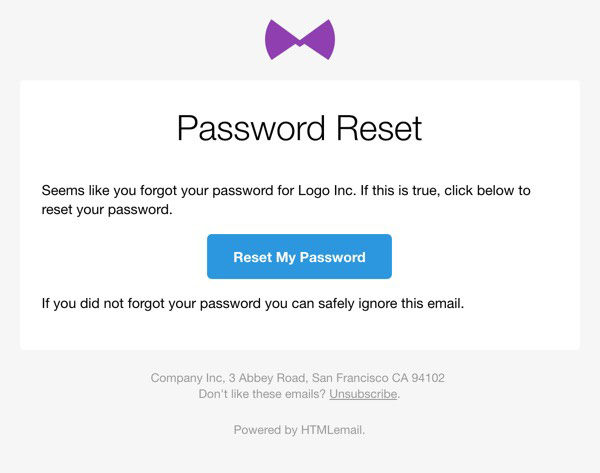 Password Reset
Seems like you forgot your password for Logo Inc. If this is true, click below to
reset your password.
Reset My Password
If you did not forgot your password you can safely ignore this email.
Company Inc, 3 Abbey Road, San Francisco CA 94102
Don't like these emails? Unsubscribe.
Powered by HTMLemail.